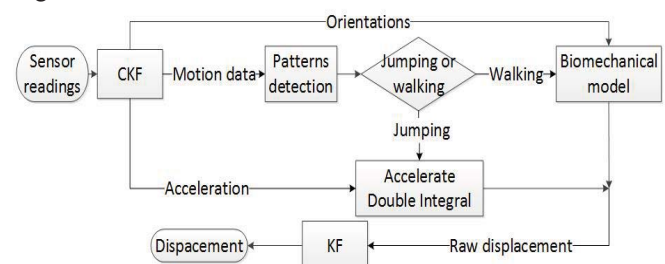 Orientations
Sensor
readings
CKF
Motion data
Patterns
detection
Jumping or
walking
Walking
Biomechanical
model
Jumping
Acceleration
Accelerate
Double Integral
Dispacement
KF
Raw displacement